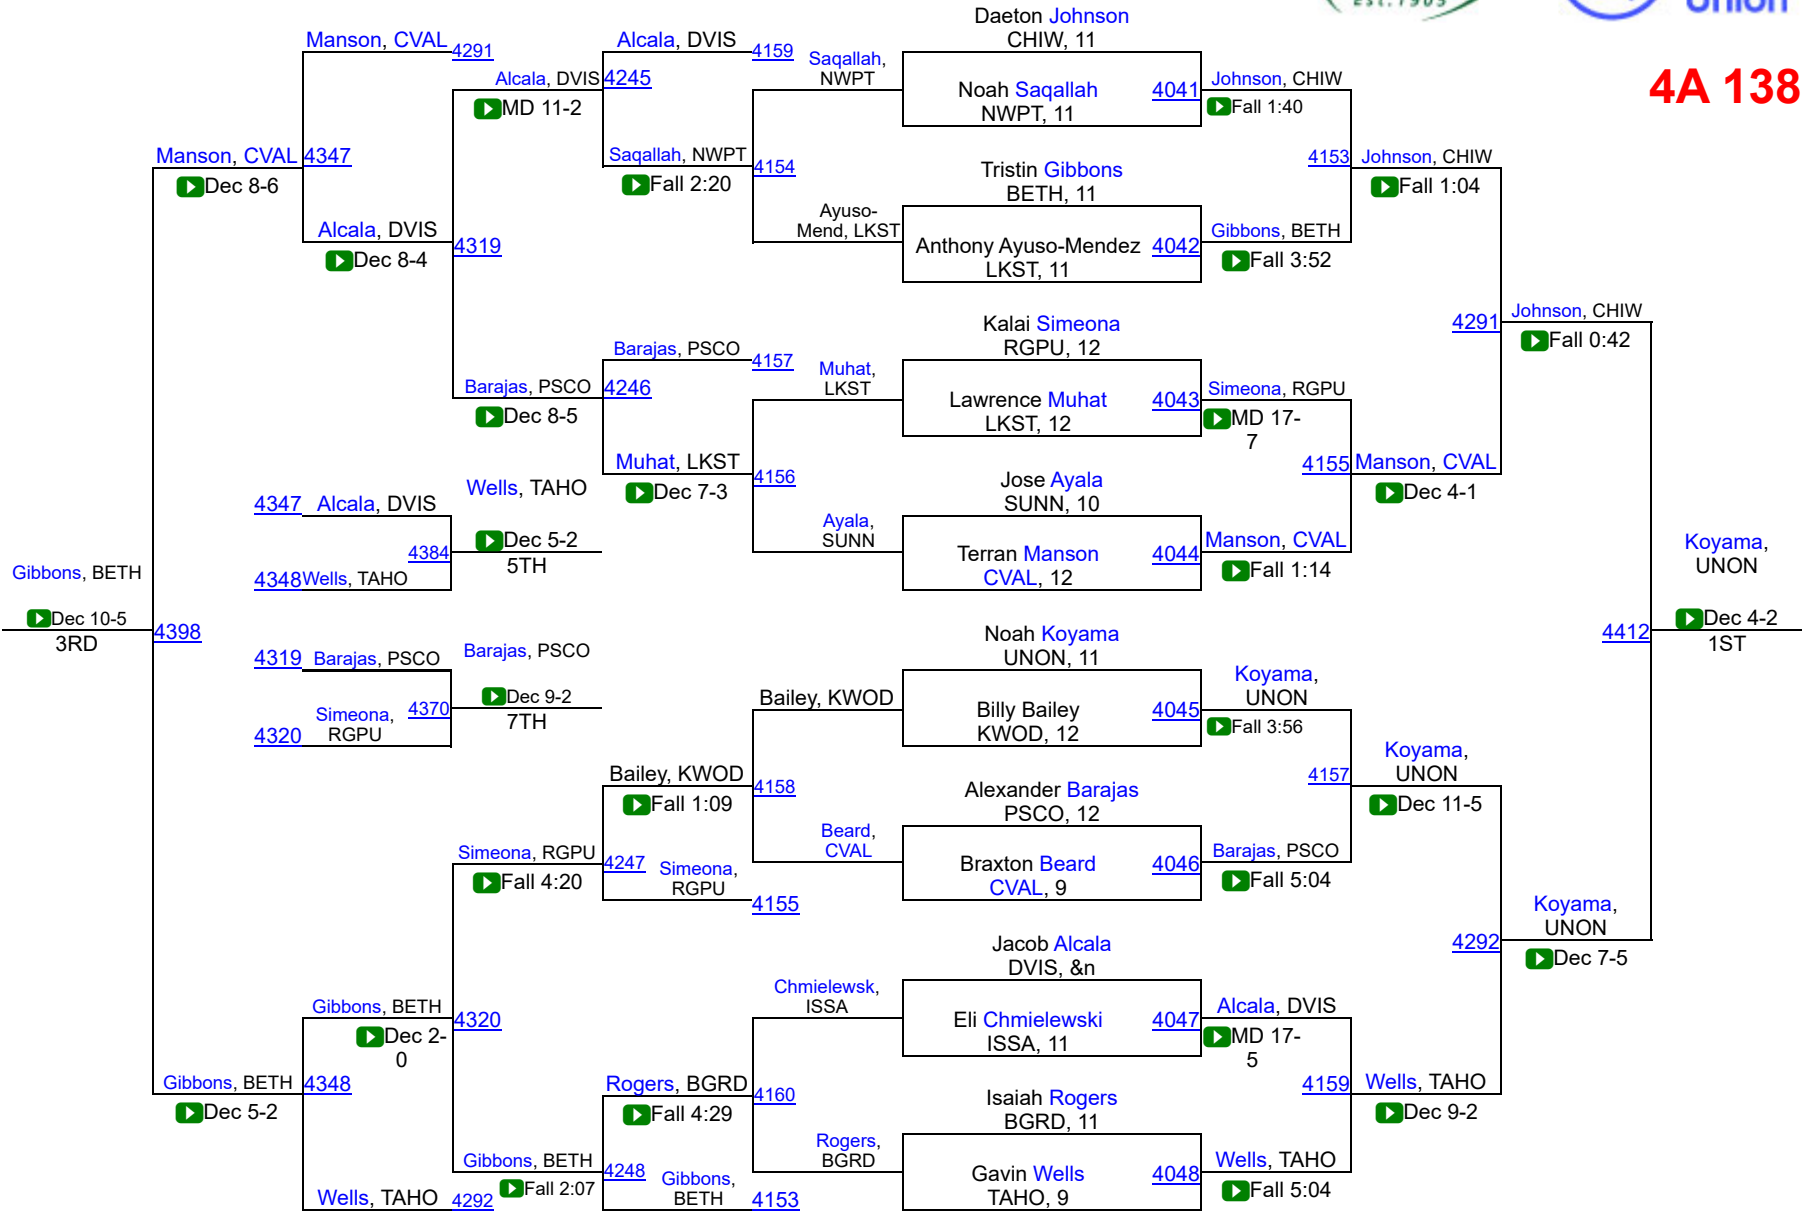 EST. 1905
Union
4A 138
Manson, CVAL
4291
Alcala, DVIS
4245
MD 11-2
Alcala, DVIS
4159
Saqallah,
NWPT
Daeton Johnson
CHIW, 11
Noah Saqallah
NWPT, 11
4041
Johnson, CHIW
Fall 1:40
Manson, CVAL
4347
Dec 8-6
Saqallah, NWPT
Fall 2:20
4154
Tristin Gibbons
BETH, 11
4153
Johnson, CHIW
Fall 1:04
Alcala, DVIS
Dec 8-4
4319
Ayuso-
Mend, LKST
Anthony Ayuso-Mendez
LKST, 11
4042
Gibbons, BETH
Fall 3:52
Kalai Simeona
RGPU, 12
4291
Johnson, CHIW
Fall 0:42
Barajas, PSCO
4157
Barajas, PSCO
4246
Dec 8-5
Muhat,
LKST
Lawrence Muhat
LKST, 12
4043
Simeona, RGPU
MD 17-
7
Muhat, LKST
Dec 7-3
4156
Jose Ayala
SUNN, 10
4155
Manson, CVAL
Dec 4-1
4347
Alcala, DVIS
Wells, TAHO
Dec 5-2
5TH
4384
4348
Wells, TAHO
Ayala,
SUNN
Terran Manson
CVAL, 12
4044
Manson, CVAL
Fall 1:14
Gibbons, BETH
Dec 10-5
3RD
4398
Koyama,
UNON
Dec 4-2
1ST
4412
4319
Barajas, PSCO
Barajas, PSCO
Dec 9-2
7TH
4370
4320
Simeona,
RGPU
Bailey, KWOD
Noah Koyama
UNON, 11
Billy Bailey
KWOD, 12
4045
Koyama,
UNON
Fall 3:56
Bailey, KWOD
Fall 1:09
4158
Alexander Barajas
PSCO, 12
4157
Koyama,
UNON
Dec 11-5
Simeona, RGPU
Fall 4:20
4247
Simeona,
RGPU
4155
Beard,
CVAL
Braxton Beard
CVAL, 9
4046
Barajas, PSCO
Fall 5:04
Jacob Alcala
DVIS, &n
4292
Koyama,
UNON
Dec 7-5
Gibbons, BETH
Dec 2-
0
4320
Chmielewsk,
ISSA
Eli Chmielewski
ISSA, 11
4047
Alcala, DVIS
MD 17-
5
Gibbons, BETH
4348
Dec 5-2
Rogers, BGRD
Fall 4:29
4160
Isaiah Rogers
BGRD, 11
4159
Wells, TAHO
Dec 9-2
Gibbons, BETH
Fall 2:07
4248
Gibbons,
BETH
4153
Rogers,
BGRD
Gavin Wells
TAHO, 9
4048
Wells, TAHO
Fall 5:04
Wells, TAHO
4292